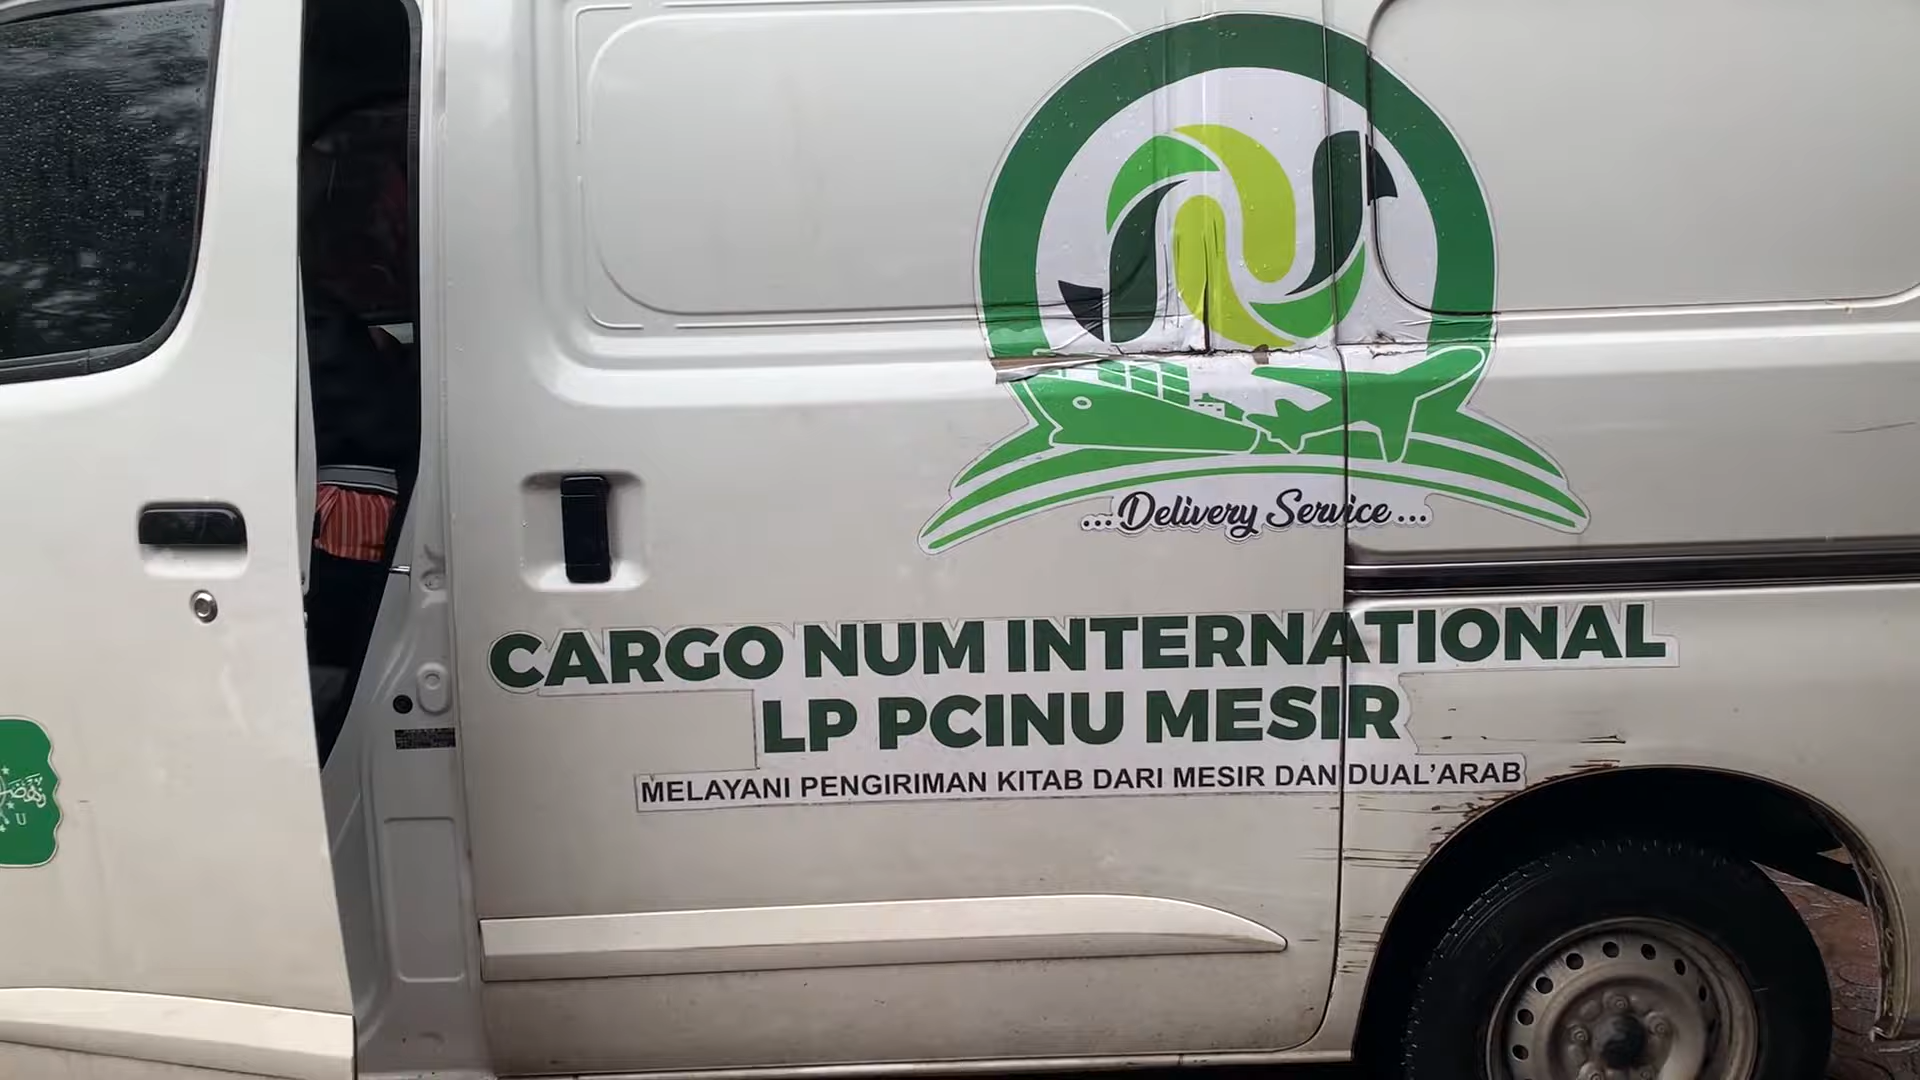 ...Delivery Service...
CARGO NUM INTERNATIONAL
LP PCINU MESIR
MELAYANI PENGIRIMAN KITAB DARI MESIR DAN DUAL'ARAB
U